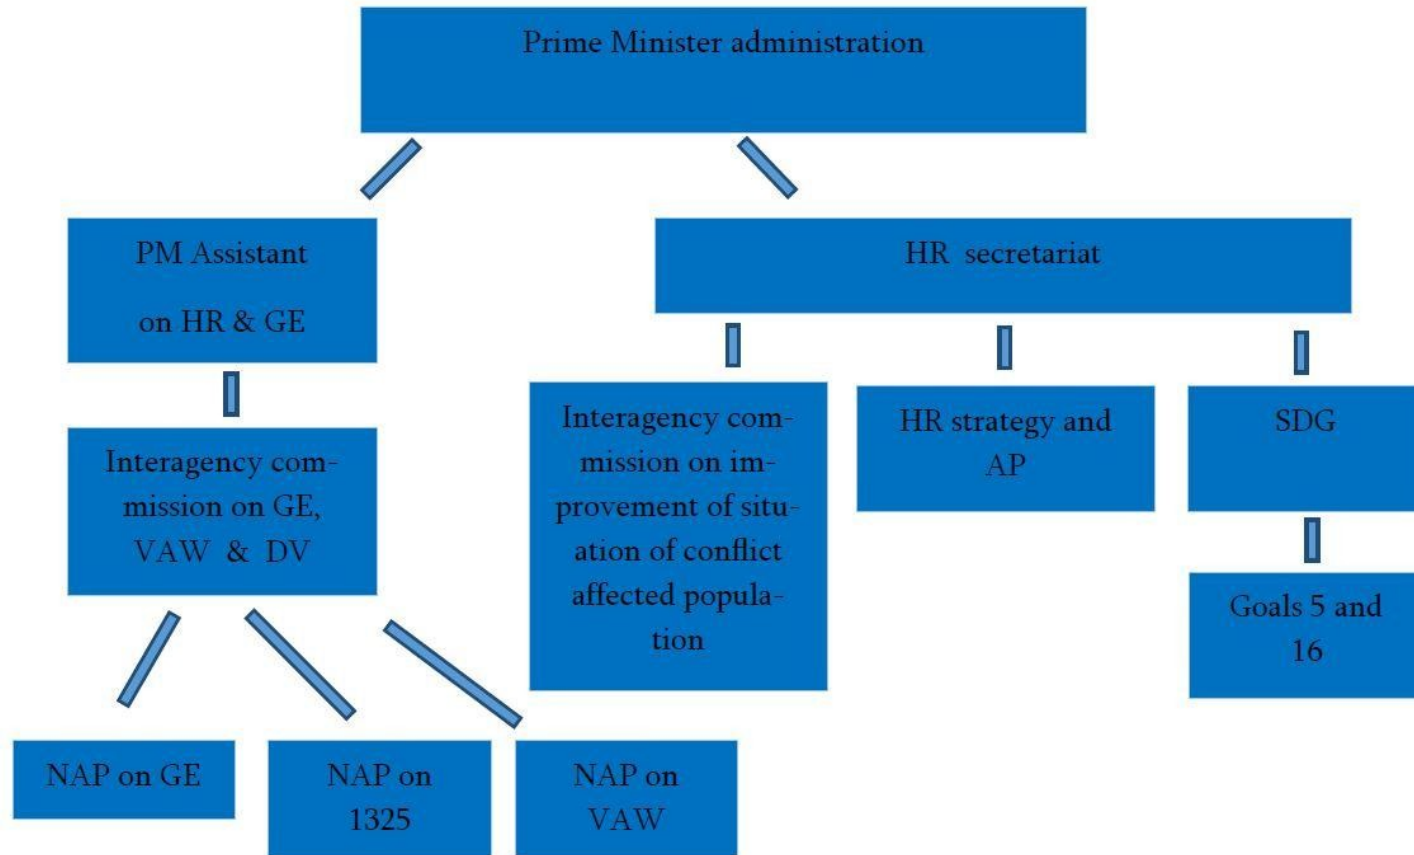 Prime Minister administration
PM Assistant
on HR & GE
HR secretariat
Interagency com-
mission on GE,
VAW & DV
Interagency com-
mission on im-
provement of situ-
ation of conflict
affected popula-
tion
HR strategy and
AP
SDG
Goals 5 and
16
NAP on GE
NAP on
1325
NAP on
VAW